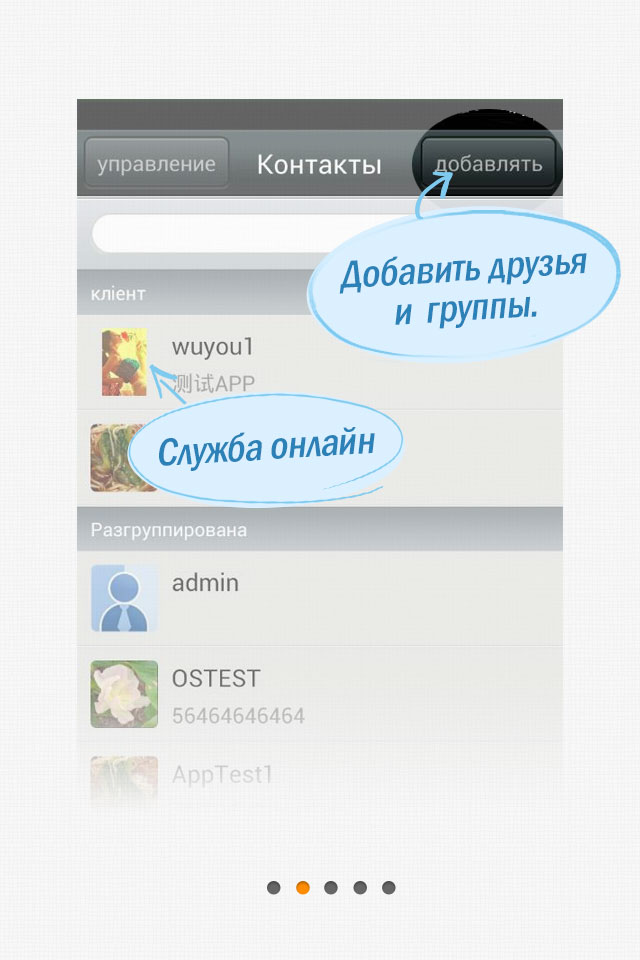 управление
Контакты
добавлять
Добавить друзья
и группы.
клієнт
wuyou1
测试APP
Служба онлайн
Разгруппирована
admin
OSTEST
56464646464
AppTest1